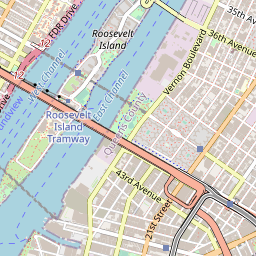 35th Avenue
36th Avenue
FDR Drive
Roosevelt
Island
Vernon Boulevard
West Channel
East Channel
Queens County
Roosevelt
Island
Tramway
43rd Avenue
21st Street